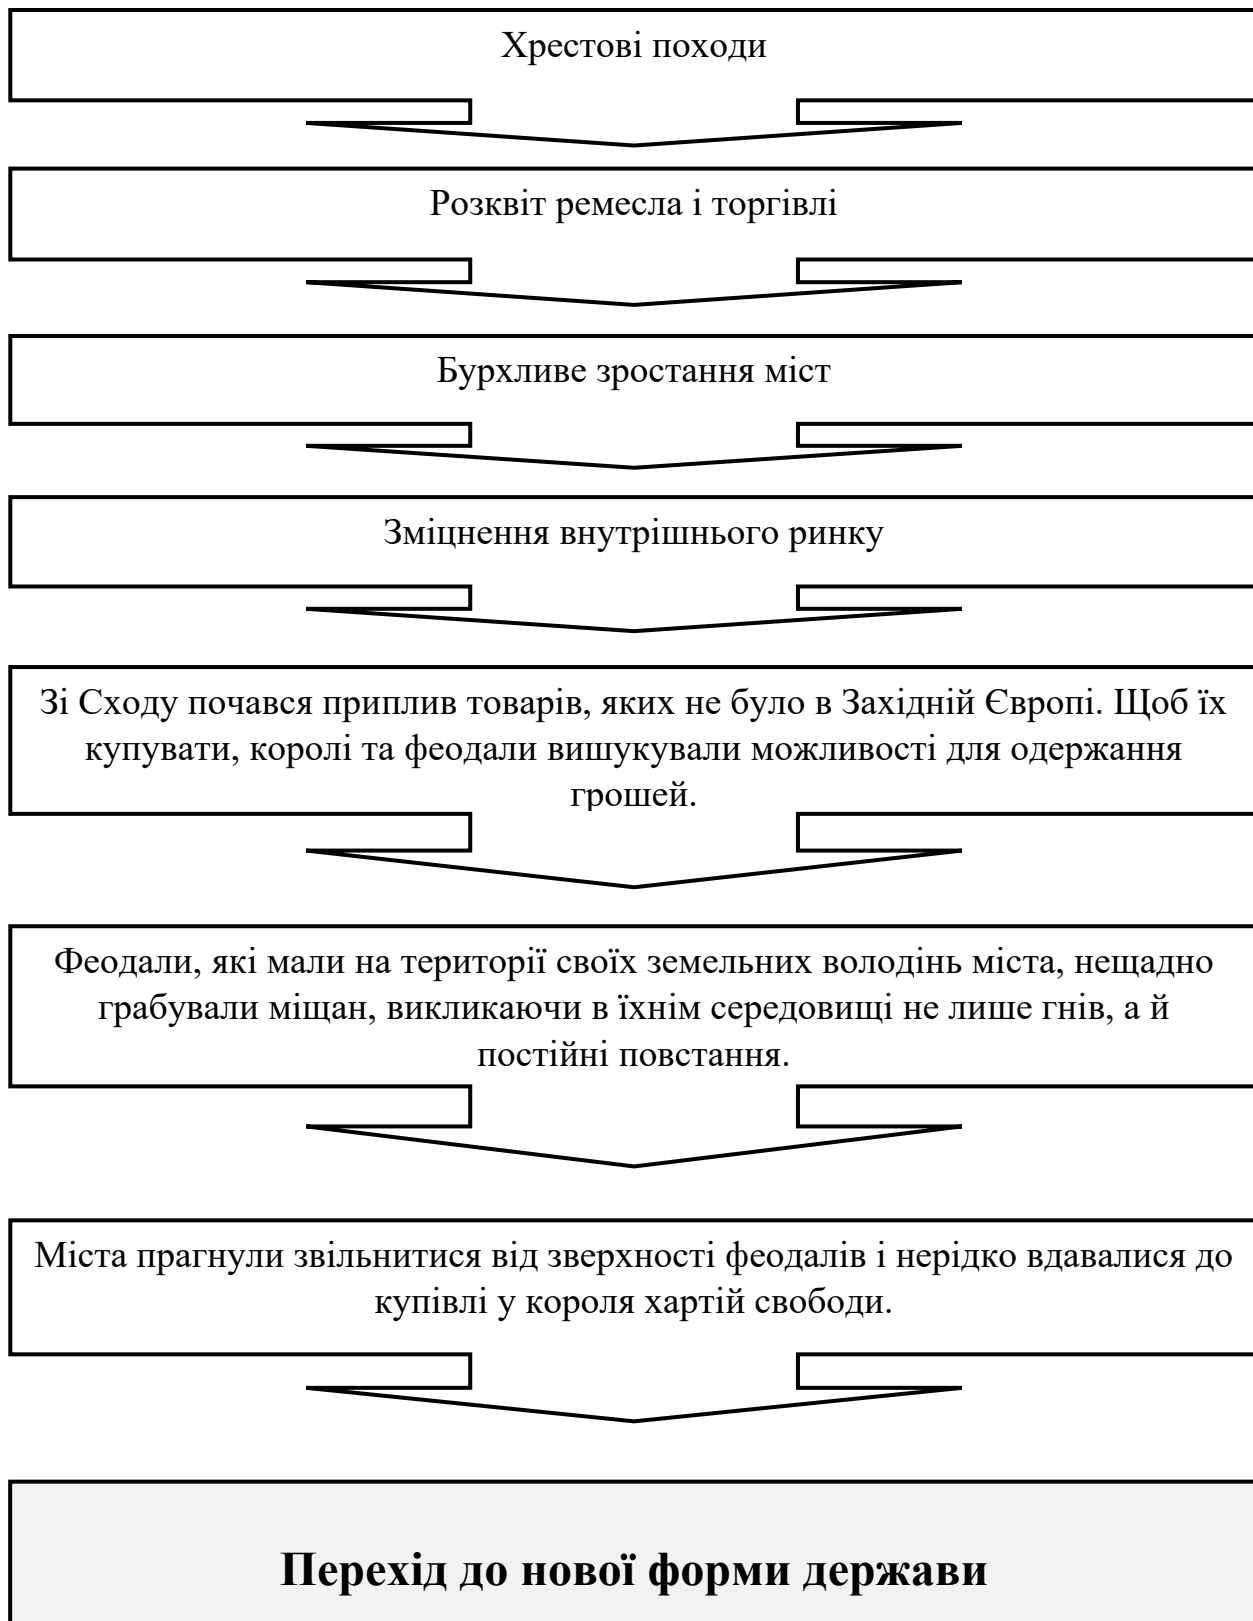 Хрестові походи
Розквіт ремесла і торгівлі
Бурхливе зростання міст
Зміцнення внутрішнього ринку
Зі Сходу почався приплив товарів, яких не було в Західній Європі. Щоб їх
купувати, королі та феодали вишукували можливості для одержання
грошей.
Феодали, які мали на території своїх земельних володінь міста, нещадно
грабували міщан, викликаючи в їхнім середовищі не лише гнів, а й
постійні повстання.
Міста прагнули звільнитися від зверхності феодалів і нерідко вдавалися до
купівлі у короля хартій свободи.
Перехід до нової форми держави